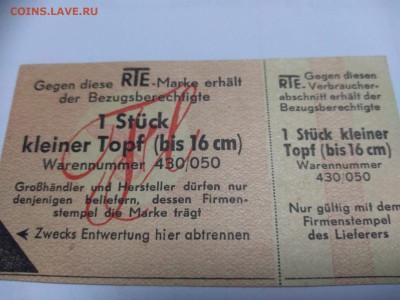 COINS.LAVE.RU
Gegen diese RTE-Marke erhält
der Bezugsberechtigte
1 Stück
kleiner Topf (bis 16 cm)
Warennummer 430/050
Großhändler und Hersteller dürfen nur
denjenigen beliefern, dessen Firmen-
stempel die Marke trägt
Zwecks Entwertung hier abtrennen
Gegen diesen
RTE-Verbraucher-
abschnitt erhält der
Bezugsberechtigte
1 Stück kleiner
Topf (bis 16 cm)
Warennummer
430/050
Nur gültig mit dem
Firmenstempel
des Lieferers